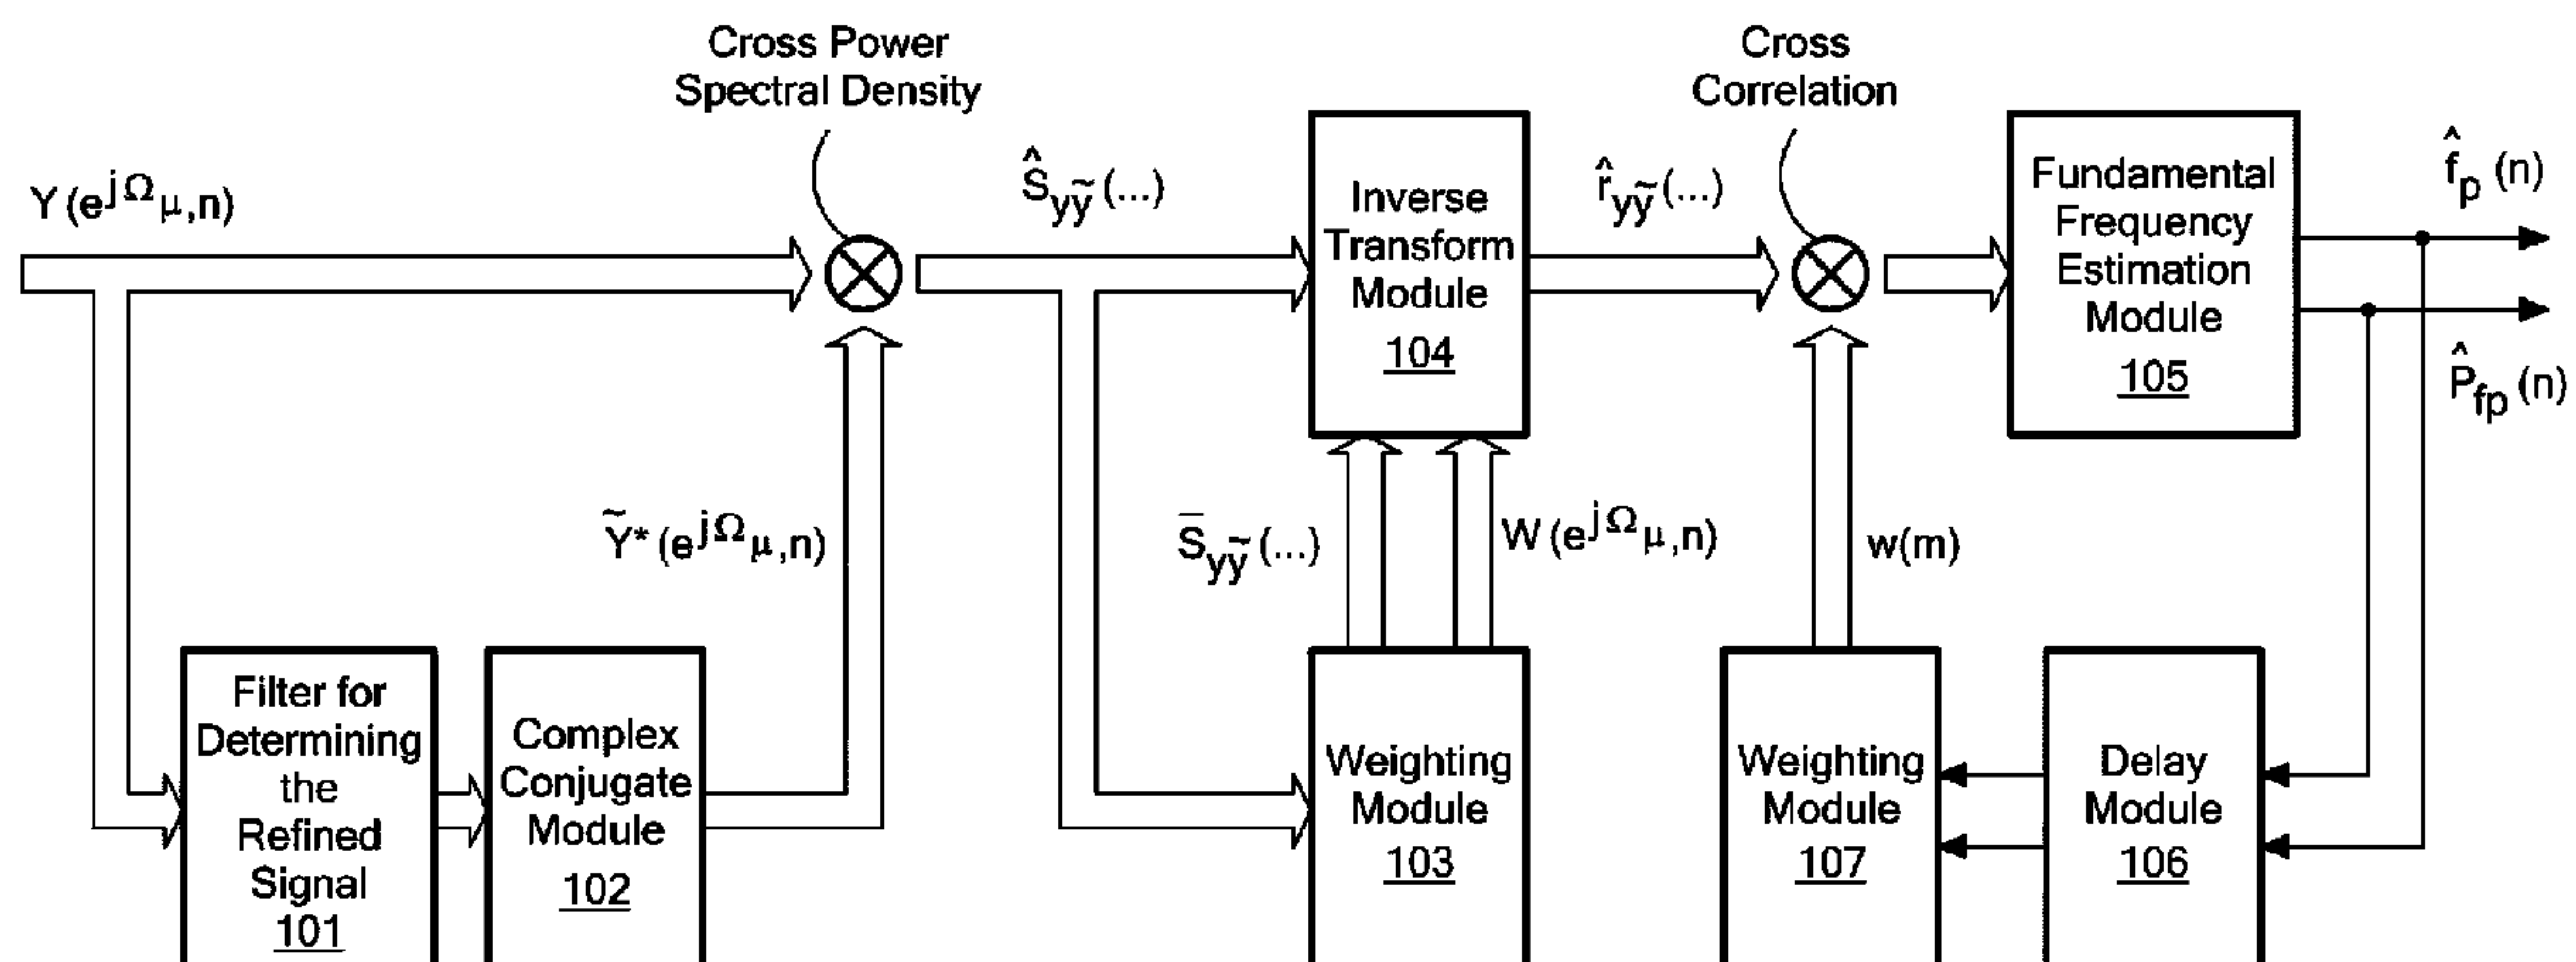 Cross Power
Spectral Density
Cross
Correlation
Y(e^{jΩ_μ},n)
Ŝ_{yỹ}(...)
Inverse
Transform
Module
104
r̂_{yỹ}(...)
Fundamental
Frequency
Estimation
Module
105
f̂_p(n)
P̂_{fp}(n)
Ỹ*(e^{jΩ_μ},n)
S̄_{yỹ}(...)
W(e^{jΩ_μ},n)
w(m)
Filter for
Determining
the
Refined
Signal
101
Complex
Conjugate
Module
102
Weighting
Module
103
Weighting
Module
107
Delay
Module
106